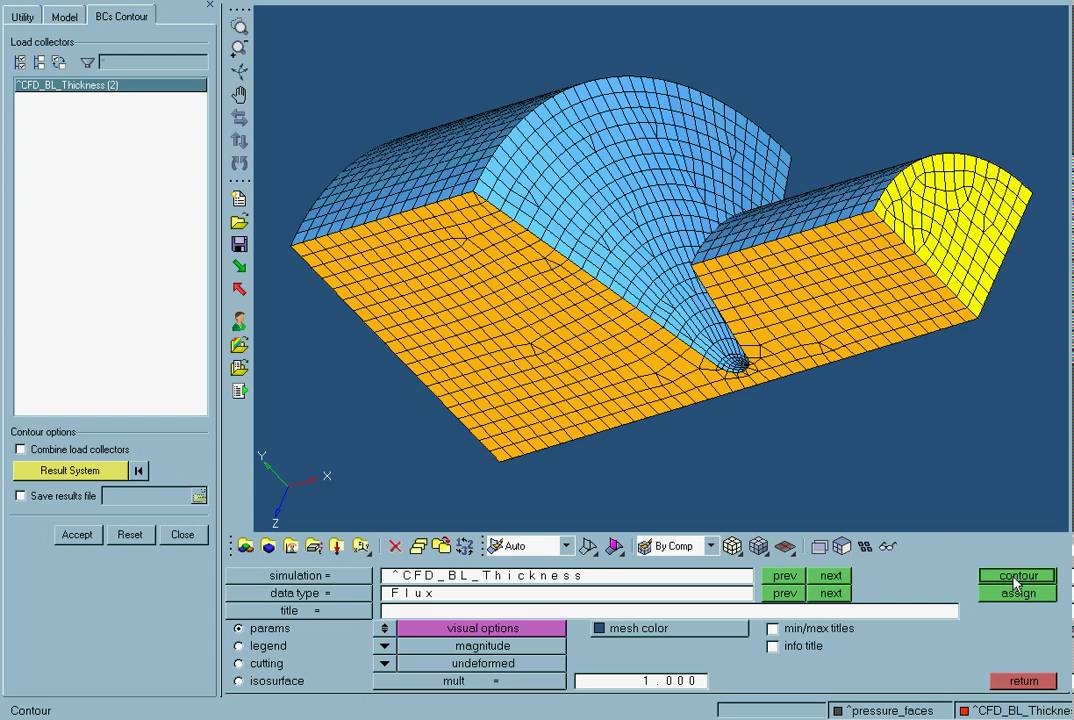 Utility Model BCs Contour
Load collectors
^CFD_BL_Thickness (2)
Contour options
Combine load collectors
Result System
Save results file
Accept Reset Close
Contour
Y
X
Z
Auto By Comp
simulation = ^CFD_BL_Thickness prev next contour
data type = Flux prev next assign
title =
params visual options mesh color min/max titles
legend magnitude info title
cutting undeformed
isosurface mult = 1.000 return
^pressure_faces ^CFD_BL_Thickne